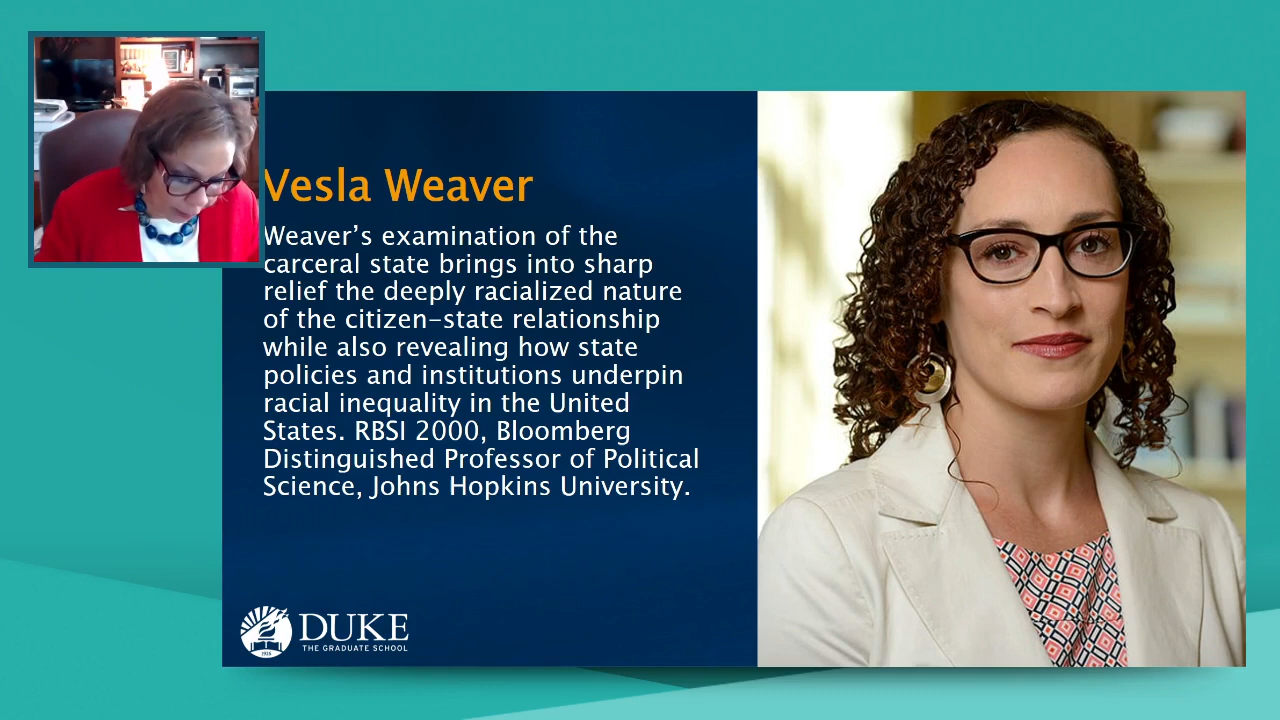 Vesla Weaver
Weaver’s examination of the
carceral state brings into sharp
relief the deeply racialized nature
of the citizen-state relationship
while also revealing how state
policies and institutions underpin
racial inequality in the United
States. RBSI 2000, Bloomberg
Distinguished Professor of Political
Science, Johns Hopkins University.
DUKE
THE GRADUATE SCHOOL
1926